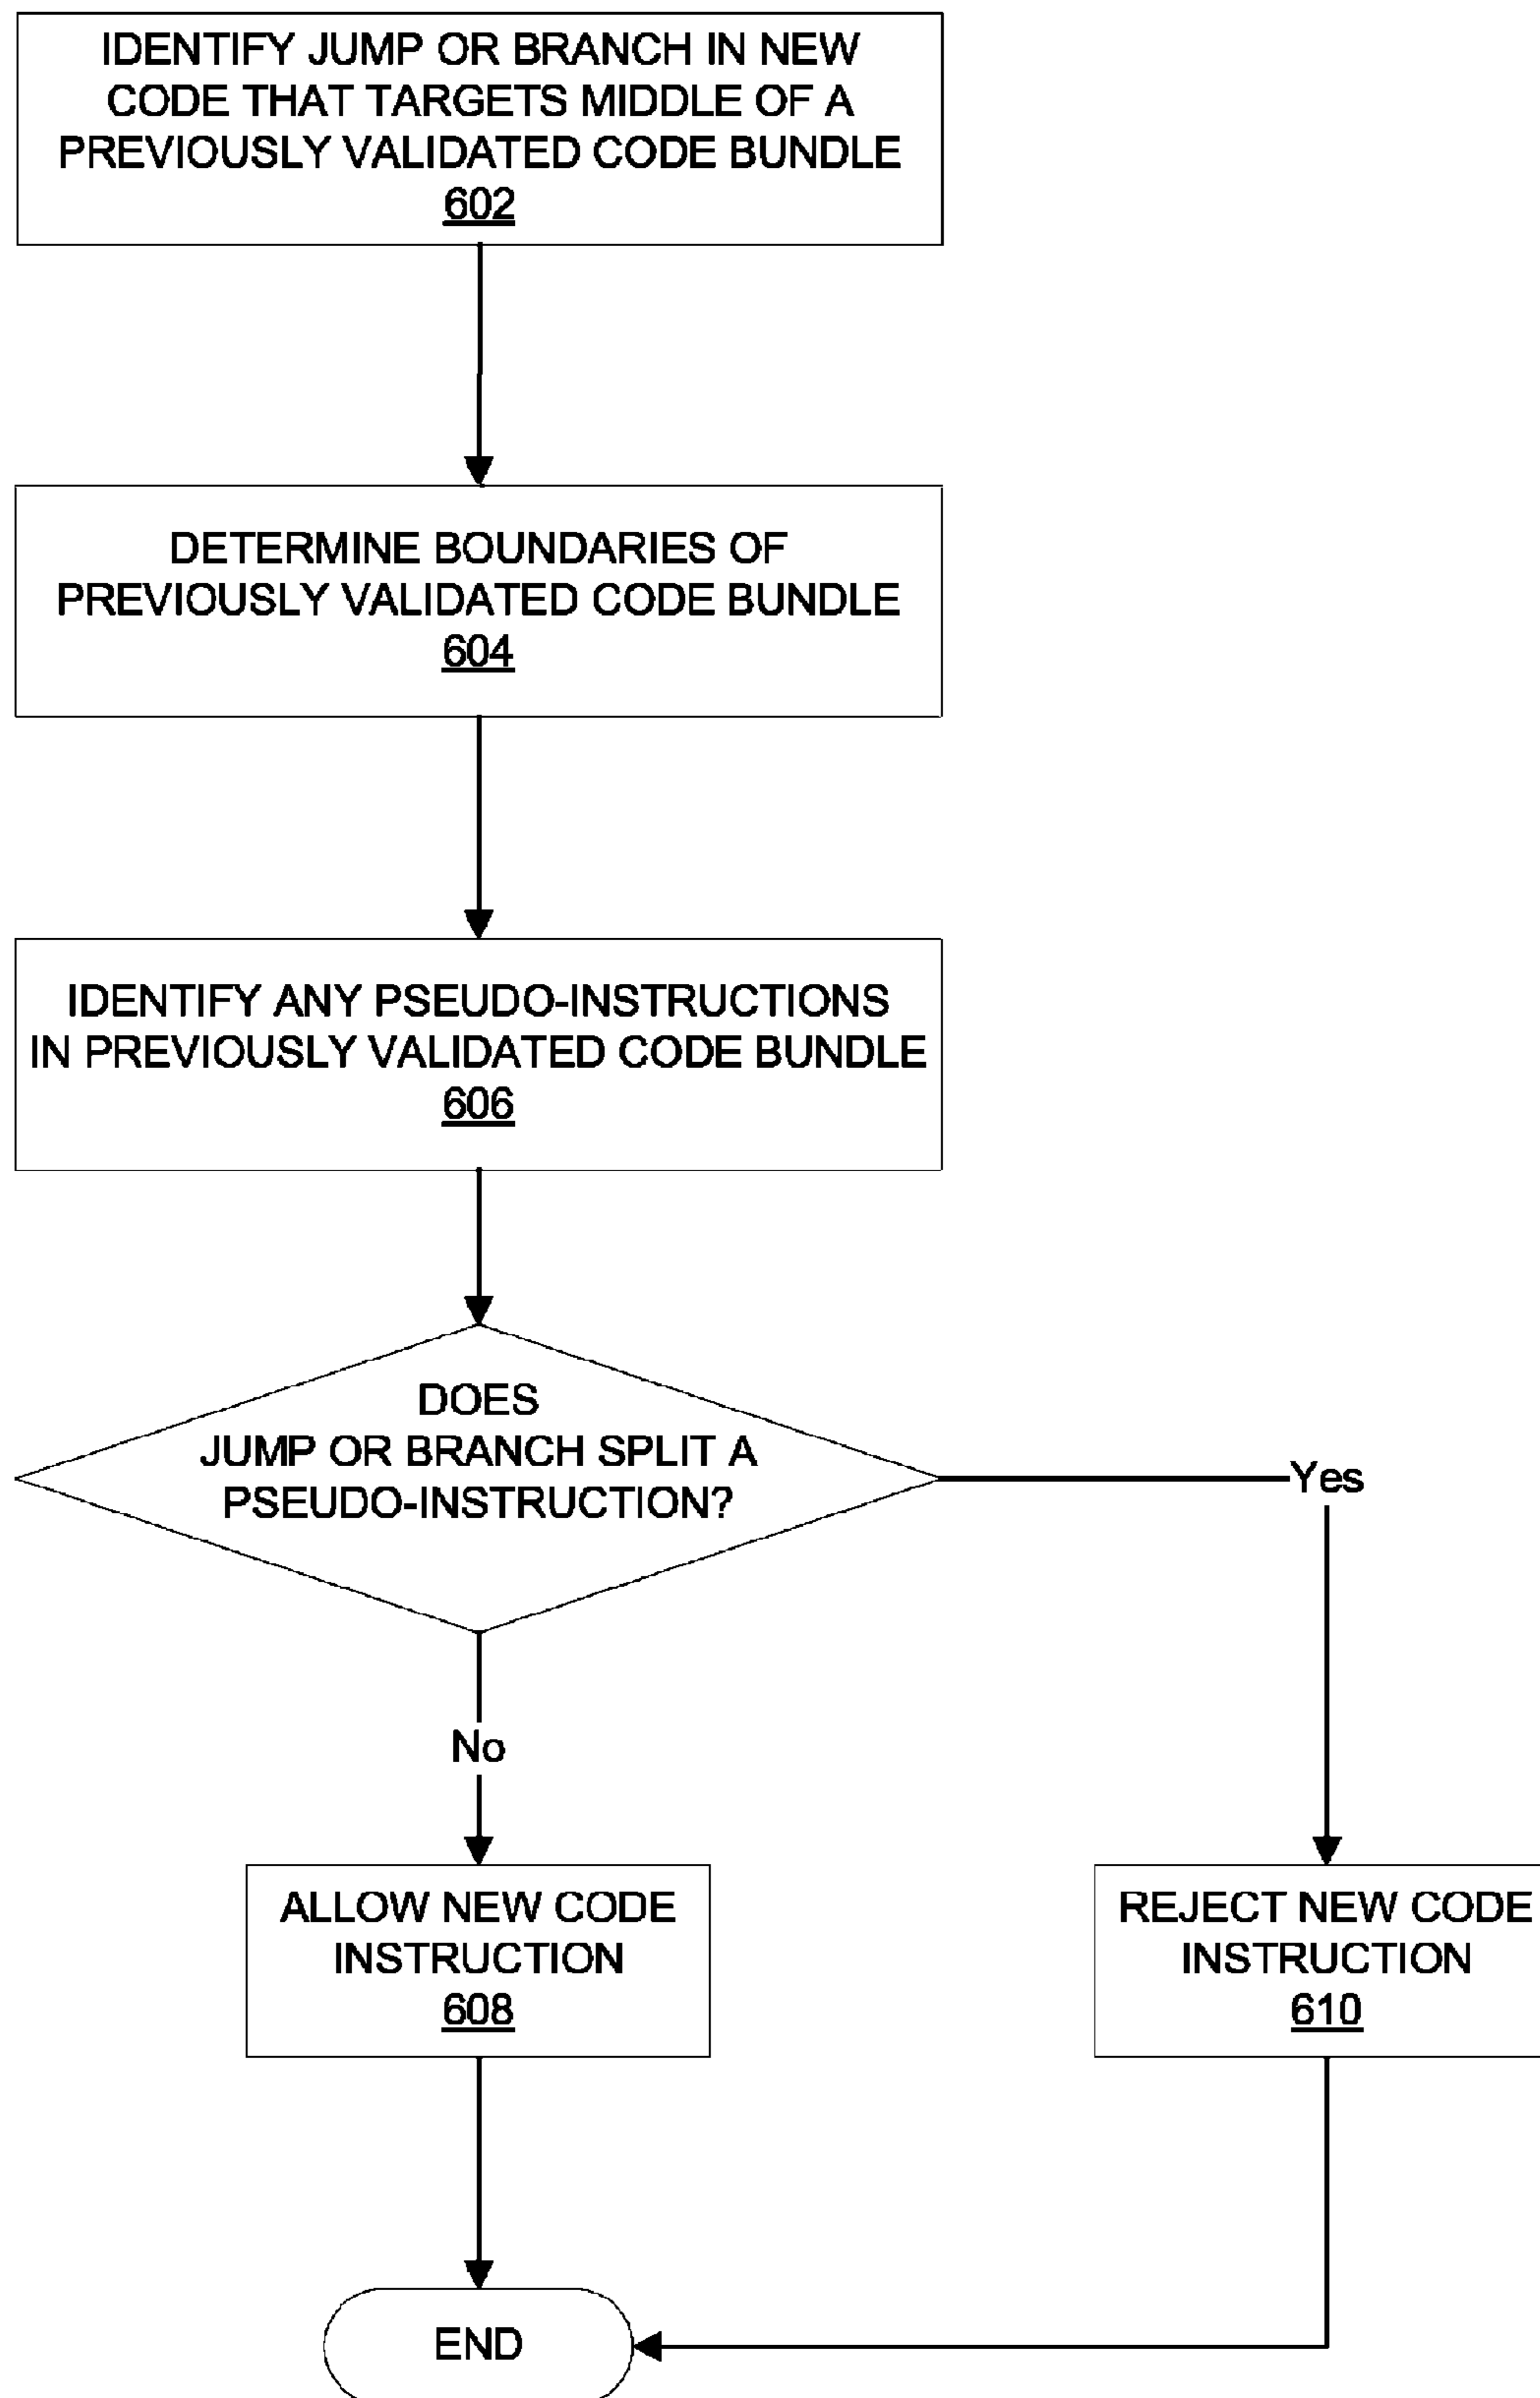 IDENTIFY JUMP OR BRANCH IN NEW
CODE THAT TARGETS MIDDLE OF A
PREVIOUSLY VALIDATED CODE BUNDLE
602
DETERMINE BOUNDARIES OF
PREVIOUSLY VALIDATED CODE BUNDLE
604
IDENTIFY ANY PSEUDO-INSTRUCTIONS
IN PREVIOUSLY VALIDATED CODE BUNDLE
606
DOES
JUMP OR BRANCH SPLIT A
PSEUDO-INSTRUCTION?
Yes
No
ALLOW NEW CODE
INSTRUCTION
608
REJECT NEW CODE
INSTRUCTION
610
END